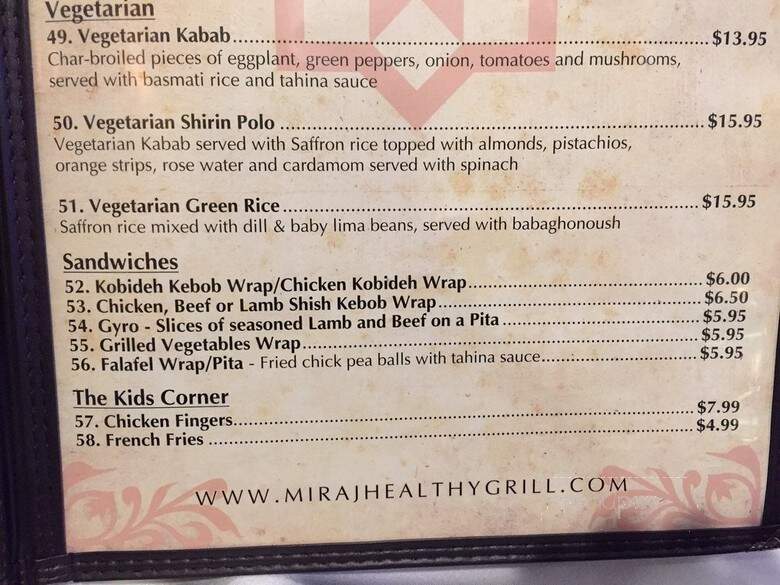 Vegetarian
49. Vegetarian Kabab........................................................................ $13.95
Char-broiled pieces of eggplant, green peppers, onion, tomatoes and mushrooms,
served with basmati rice and tahina sauce
50. Vegetarian Shirin Polo ................................................................ $15.95
Vegetarian Kabab served with Saffron rice topped with almonds, pistachios,
orange strips, rose water and cardamom served with spinach
51. Vegetarian Green Rice................................................................ $15.95
Saffron rice mixed with dill & baby lima beans, served with babaghonoush
Sandwiches
52. Kobideh Kebob Wrap/Chicken Kobideh Wrap................................... $6.00
53. Chicken, Beef or Lamb Shish Kebob Wrap........................................ $6.50
54. Gyro - Slices of seasoned Lamb and Beef on a Pita ............................. $5.95
55. Grilled Vegetables Wrap............................................................ $5.95
56. Falafel Wrap/Pita - Fried chick pea balls with tahina sauce....................... $5.95
The Kids Corner
57. Chicken Fingers...................................................................... $7.99
58. French Fries ......................................................................... $4.99
WWW.MIRAJHEALTHYGRILL.COM